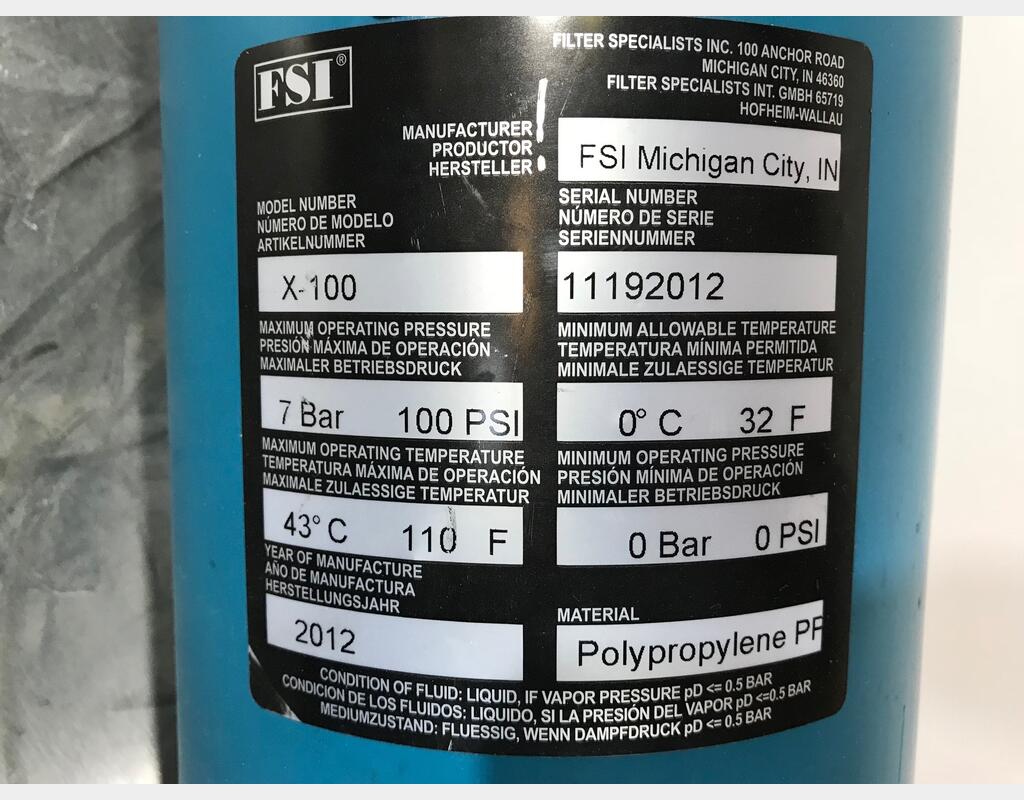 FSI®
FILTER SPECIALISTS INC. 100 ANCHOR ROAD
MICHIGAN CITY, IN 46360
FILTER SPECIALISTS INT. GMBH 65719
HOFHEIM-WALLAU
MANUFACTURER
PRODUCTOR
HERSTELLER
FSI Michigan City, IN
MODEL NUMBER
NÚMERO DE MODELO
ARTIKELNUMMER
X-100
SERIAL NUMBER
NÚMERO DE SERIE
SERIENNUMMER
11192012
MAXIMUM OPERATING PRESSURE
PRESIÓN MÁXIMA DE OPERACIÓN
MAXIMALER BETRIEBSDRUCK
7 Bar 100 PSI
MINIMUM ALLOWABLE TEMPERATURE
TEMPERATURA MÍNIMA PERMITIDA
MINIMALE ZULAESSIGE TEMPERATUR
0° C 32 F
MAXIMUM OPERATING TEMPERATURE
TEMPERATURA MÁXIMA DE OPERACIÓN
MAXIMALE ZULAESSIGE TEMPERATUR
43° C 110 F
MINIMUM OPERATING PRESSURE
PRESIÓN MÍNIMA DE OPERACIÓN
MINIMALER BETRIEBSDRUCK
0 Bar 0 PSI
YEAR OF MANUFACTURE
AÑO DE MANUFACTURA
HERSTELLUNGSJAHR
2012
MATERIAL
Polypropylene PP
CONDITION OF FLUID: LIQUID, IF VAPOR PRESSURE pD <= 0.5 BAR
CONDICION DE LOS FLUIDOS: LIQUIDO, SI LA PRESIÓN DEL VAPOR pD <=0.5 BAR
MEDIUMZUSTAND: FLUESSIG, WENN DAMPFDRUCK pD <= 0.5 BAR